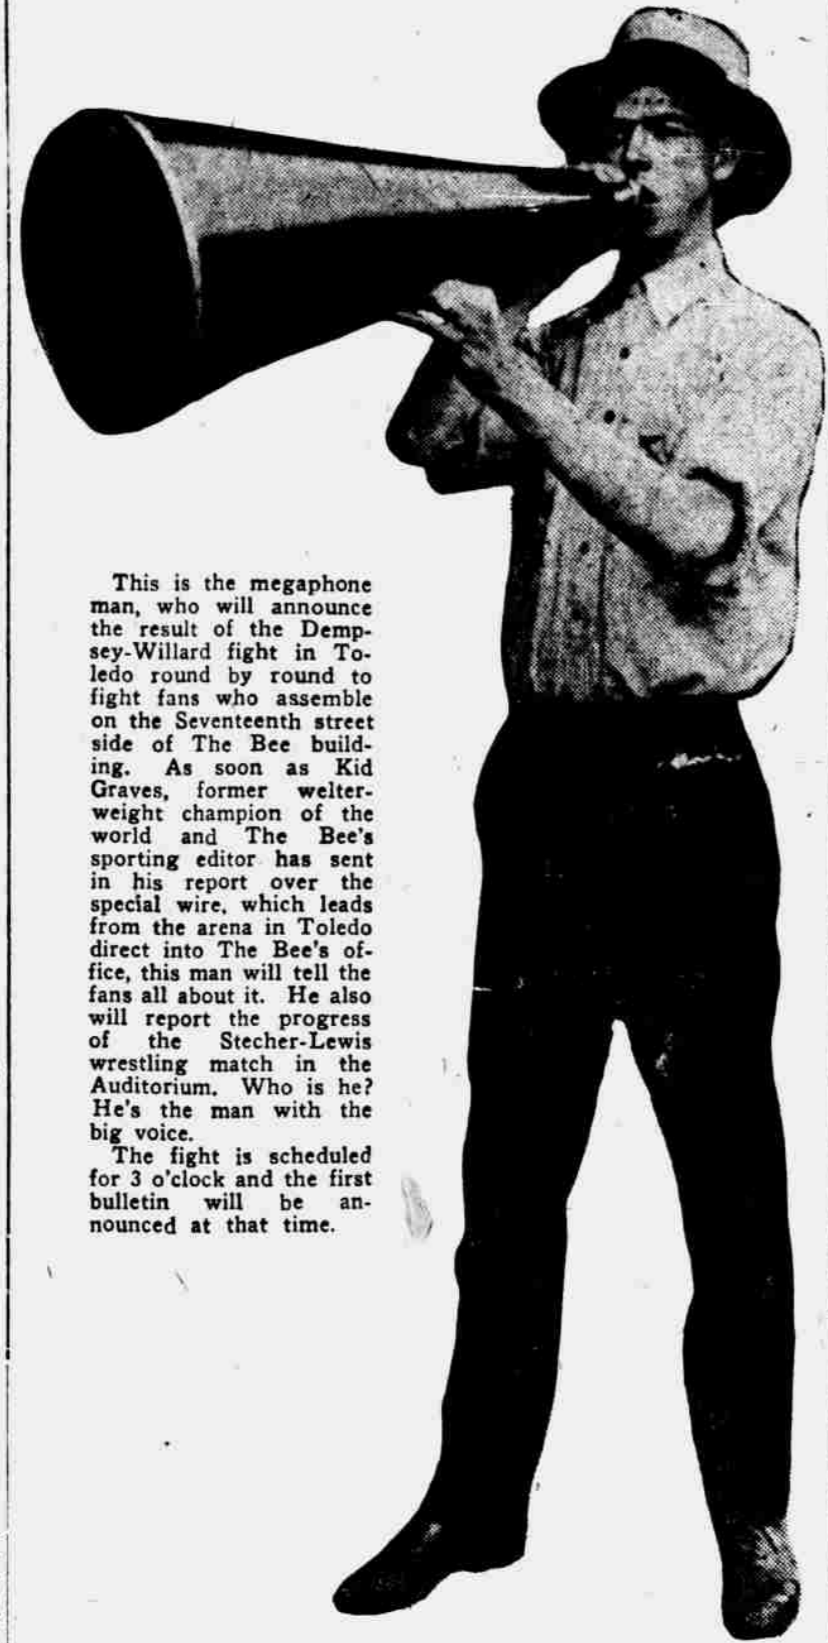 This is the megaphone
man, who will announce
the result of the Demp-
sey-Willard fight in To-
ledo round by round to
fight fans who assemble
on the Seventeenth street
side of The Bee build-
ing. As soon as Kid
Graves, former welter-
weight champion of the
world and The Bee's
sporting editor has sent
in his report over the
special wire, which leads
from the arena in Toledo
direct into The Bee's of-
fice, this man will tell the
fans all about it. He also
will report the progress
of the Stecher-Lewis
wrestling match in the
Auditorium. Who is he?
He's the man with the
big voice.
The fight is scheduled
for 3 o'clock and the first
bulletin will be an-
nounced at that time.